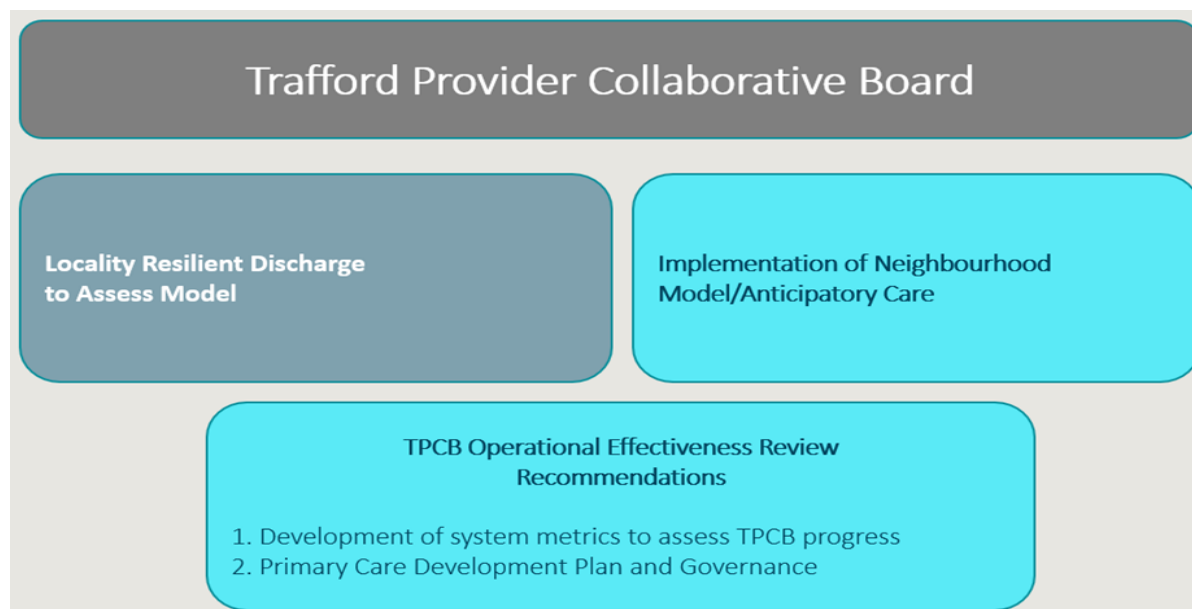 Trafford Provider Collaborative Board
Locality Resilient Discharge
to Assess Model
Implementation of Neighbourhood
Model/Anticipatory Care
TPCB Operational Effectiveness Review
Recommendations
1. Development of system metrics to assess TPCB progress
2. Primary Care Development Plan and Governance